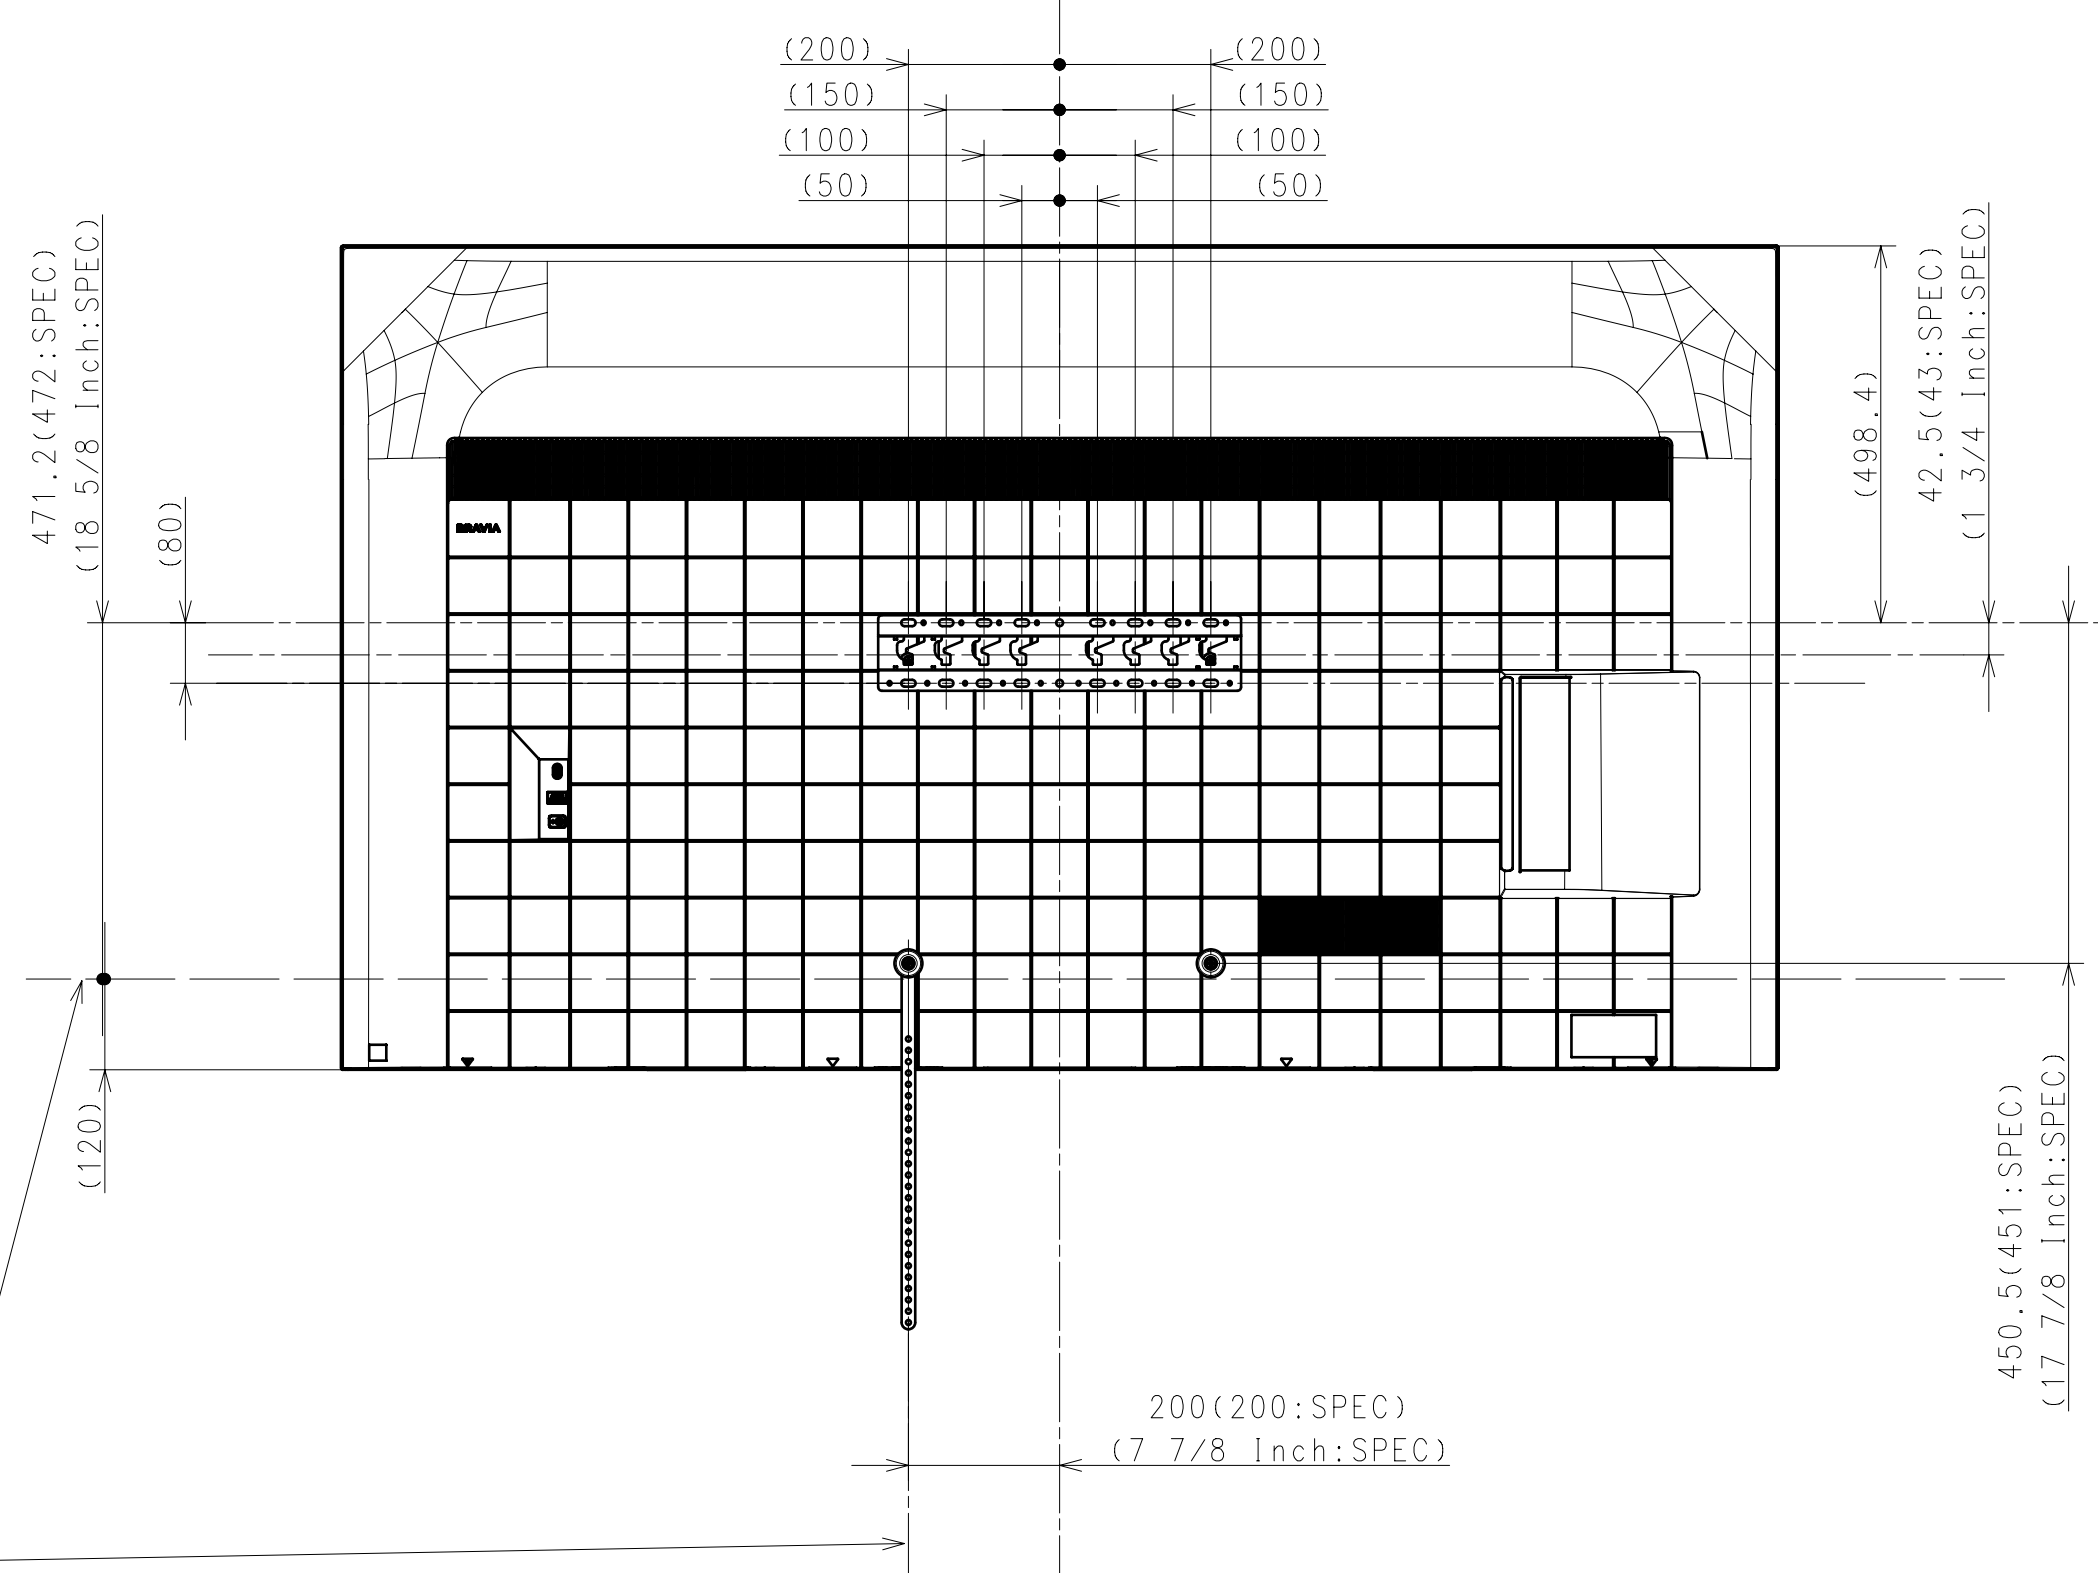 (200)
(200)
(150)
(150)
(100)
(100)
(50)
(50)
471.2(472:SPEC)
(18 5/8 Inch:SPEC)
(80)
(498.4)
42.5(43:SPEC)
(1 3/4 Inch:SPEC)
BRAVIA
(120)
450.5(451:SPEC)
(17 7/8 Inch:SPEC)
200(200:SPEC)
(7 7/8 Inch:SPEC)